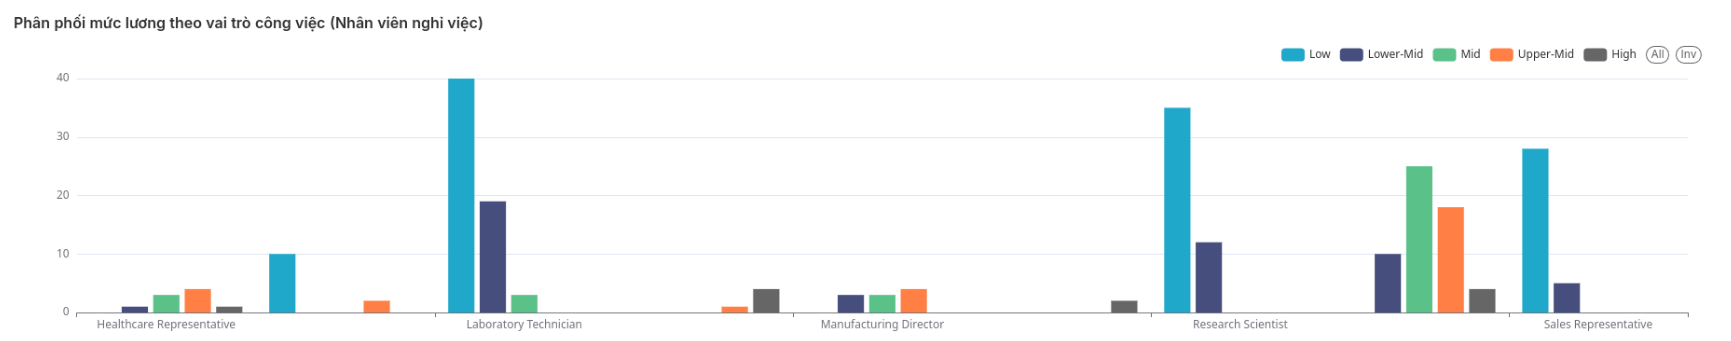 Phân phối mức lương theo vai trò công việc (Nhân viên nghỉ việc)
Low Lower-Mid Mid Upper-Mid High All Inv
40
30
20
10
0
Healthcare Representative Laboratory Technician Manufacturing Director Research Scientist Sales Representative